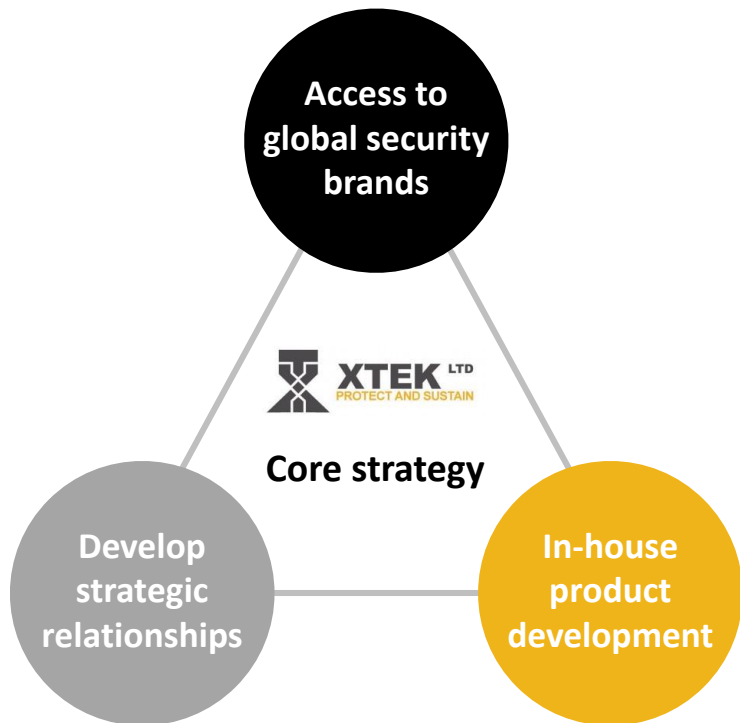 Access to
global security
brands
XTEK LTD
PROTECT AND SUSTAIN
Core strategy
Develop
strategic
relationships
In-house
product
development